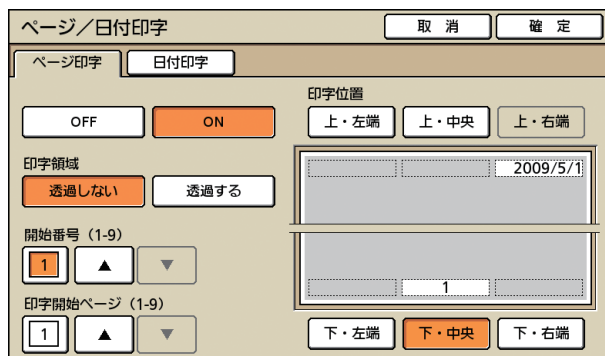 ページ／日付印字
取 消
確 定
ページ印字
日付印字
OFF
ON
印字領域
透過しない
透過する
開始番号（1-9）
1 ▲ ▼
印字開始ページ（1-9）
1 ▲ ▼
印字位置
上・左端
上・中央
上・右端
2009/5/1
1
下・左端
下・中央
下・右端